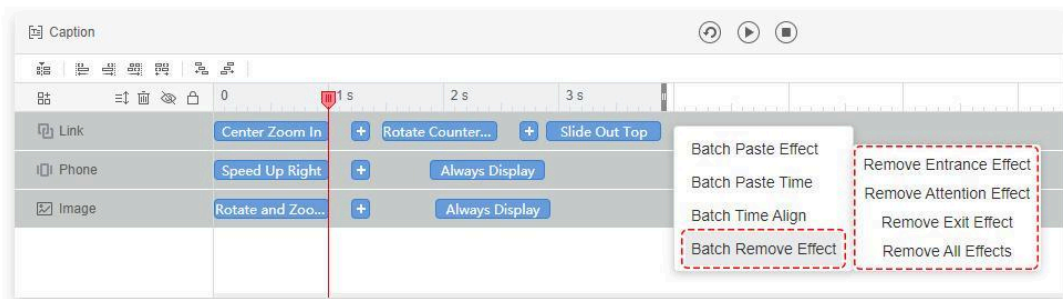 Caption
0 1 s 2 s 3 s
Link Center Zoom In Rotate Counter... Slide Out Top
Phone Speed Up Right Always Display
Image Rotate and Zoo... Always Display
Batch Paste Effect
Batch Paste Time
Batch Time Align
Batch Remove Effect
Remove Entrance Effect
Remove Attention Effect
Remove Exit Effect
Remove All Effects